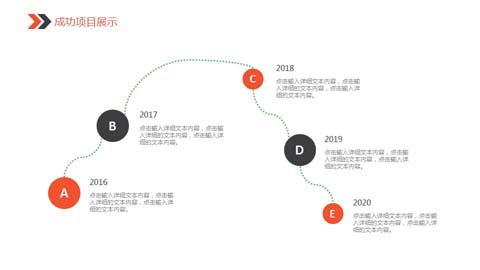 成功项目展示
2018
点击输入详细文本内容，点击输
入详细的文本内容，点击输入详
细的文本内容。
C
2017
点击输入详细文本内容，点击输
入详细的文本内容，点击输入详
细的文本内容。
B
2019
点击输入详细文本内容，点击输
入详细的文本内容，点击输入详
细的文本内容。
D
2016
点击输入详细文本内容，点击输
入详细的文本内容，点击输入详
细的文本内容。
A
2020
点击输入详细文本内容，点击输
入详细的文本内容，点击输入详
细的文本内容。
E